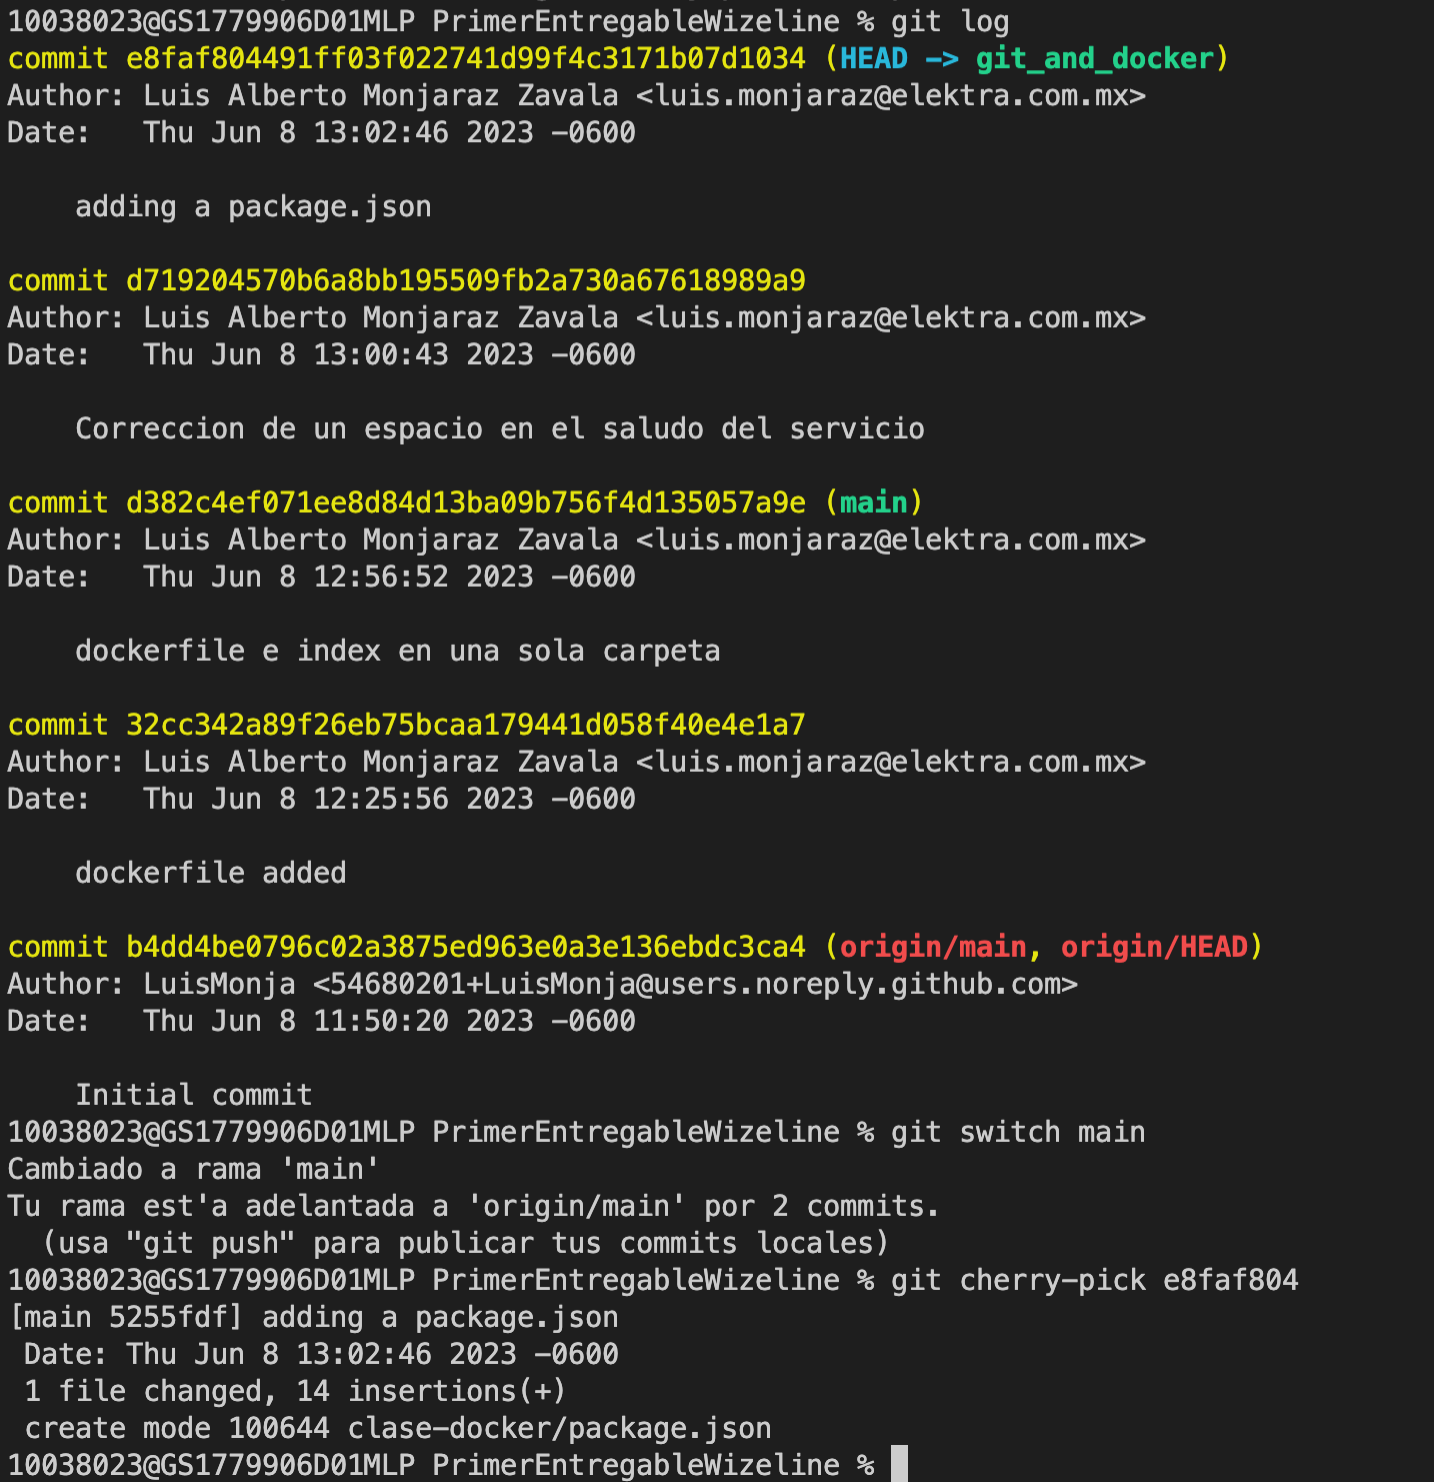 10038023@GS1779906D01MLP PrimerEntregableWizeline % git log
commit e8faf804491ff03f022741d99f4c3171b07d1034 (HEAD -> git_and_docker)
Author: Luis Alberto Monjaraz Zavala <luis.monjaraz@elektra.com.mx>
Date:   Thu Jun 8 13:02:46 2023 -0600
    adding a package.json
commit d719204570b6a8bb195509fb2a730a67618989a9
Author: Luis Alberto Monjaraz Zavala <luis.monjaraz@elektra.com.mx>
Date:   Thu Jun 8 13:00:43 2023 -0600
    Correccion de un espacio en el saludo del servicio
commit d382c4ef071ee8d84d13ba09b756f4d135057a9e (main)
Author: Luis Alberto Monjaraz Zavala <luis.monjaraz@elektra.com.mx>
Date:   Thu Jun 8 12:56:52 2023 -0600
    dockerfile e index en una sola carpeta
commit 32cc342a89f26eb75bcaa179441d058f40e4e1a7
Author: Luis Alberto Monjaraz Zavala <luis.monjaraz@elektra.com.mx>
Date:   Thu Jun 8 12:25:56 2023 -0600
    dockerfile added
commit b4dd4be0796c02a3875ed963e0a3e136ebdc3ca4 (origin/main, origin/HEAD)
Author: LuisMonja <54680201+LuisMonja@users.noreply.github.com>
Date:   Thu Jun 8 11:50:20 2023 -0600
    Initial commit
10038023@GS1779906D01MLP PrimerEntregableWizeline % git switch main
Cambiado a rama 'main'
Tu rama est'a adelantada a 'origin/main' por 2 commits.
  (usa "git push" para publicar tus commits locales)
10038023@GS1779906D01MLP PrimerEntregableWizeline % git cherry-pick e8faf804
[main 5255fdf] adding a package.json
 Date: Thu Jun 8 13:02:46 2023 -0600
 1 file changed, 14 insertions(+)
 create mode 100644 clase-docker/package.json
10038023@GS1779906D01MLP PrimerEntregableWizeline %